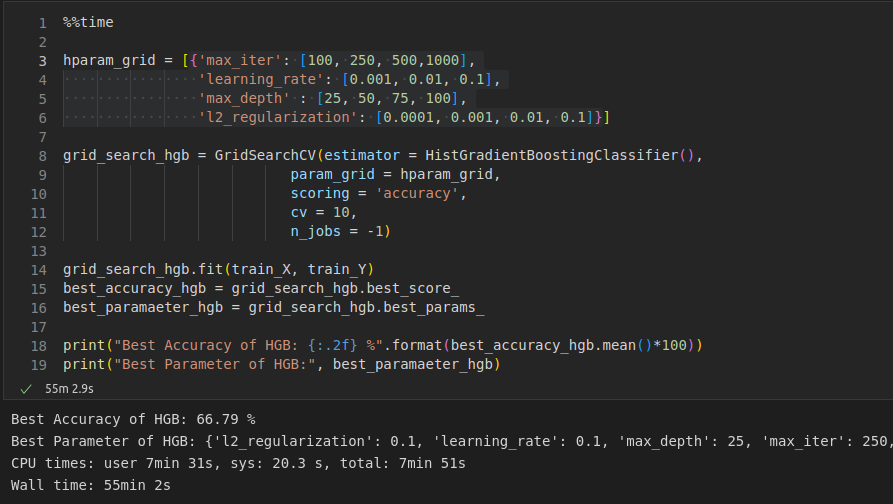 1 %%time
2
3 hparam_grid = [{'max_iter': [100, 250, 500,1000],
4 'learning_rate': [0.001, 0.01, 0.1],
5 'max_depth' : [25, 50, 75, 100],
6 'l2_regularization': [0.0001, 0.001, 0.01, 0.1]}]
7
8 grid_search_hgb = GridSearchCV(estimator = HistGradientBoostingClassifier(),
9 param_grid = hparam_grid,
10 scoring = 'accuracy',
11 cv = 10,
12 n_jobs = -1)
13
14 grid_search_hgb.fit(train_X, train_Y)
15 best_accuracy_hgb = grid_search_hgb.best_score_
16 best_paramaeter_hgb = grid_search_hgb.best_params_
17
18 print("Best Accuracy of HGB: {:.2f} %".format(best_accuracy_hgb.mean()*100))
19 print("Best Parameter of HGB:", best_paramaeter_hgb)
55m 2.9s
Best Accuracy of HGB: 66.79 %
Best Parameter of HGB: {'l2_regularization': 0.1, 'learning_rate': 0.1, 'max_depth': 25, 'max_iter': 250,
CPU times: user 7min 31s, sys: 20.3 s, total: 7min 51s
Wall time: 55min 2s